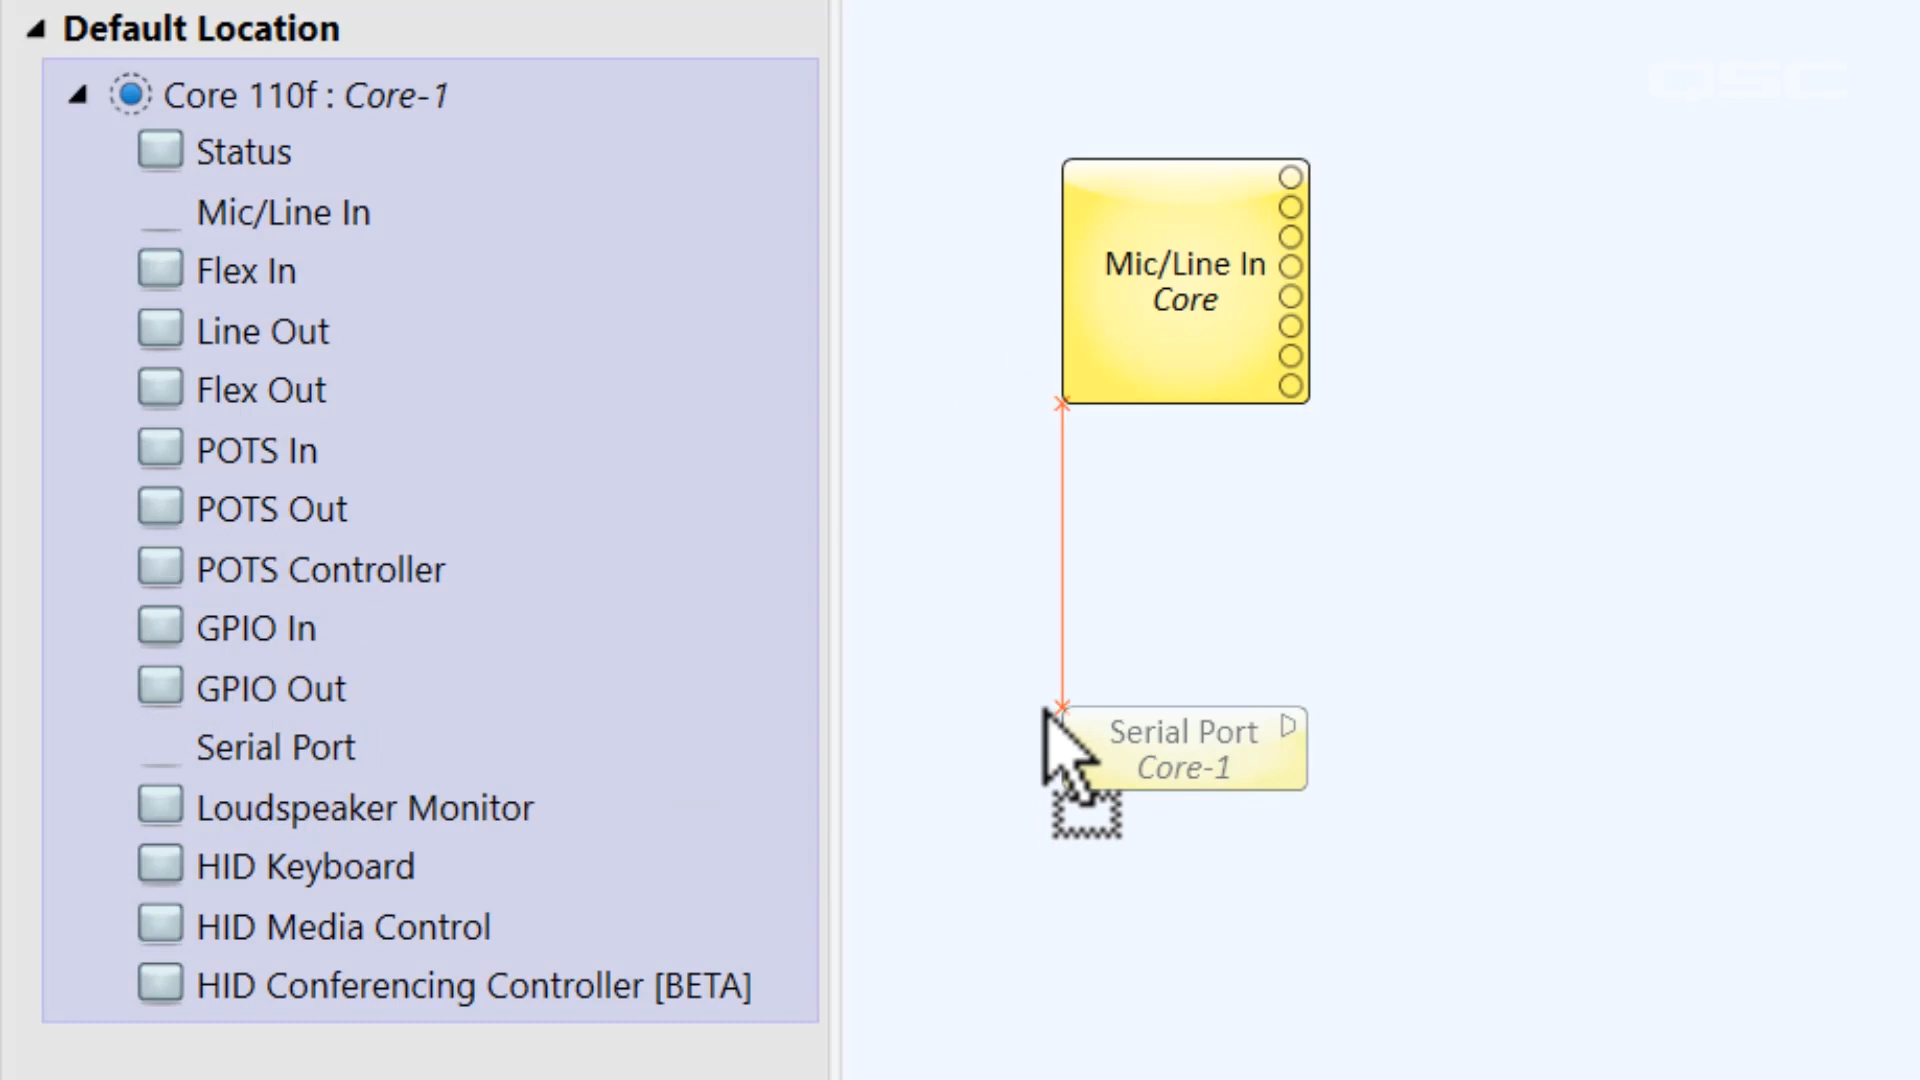 Default Location
Core 110f : Core-1
Status
Mic/Line In
Flex In
Line Out
Flex Out
POTS In
POTS Out
POTS Controller
GPIO In
GPIO Out
Serial Port
Loudspeaker Monitor
HID Keyboard
HID Media Control
HID Conferencing Controller [BETA]
QSC
Mic/Line In
Core
Serial Port
Core-1